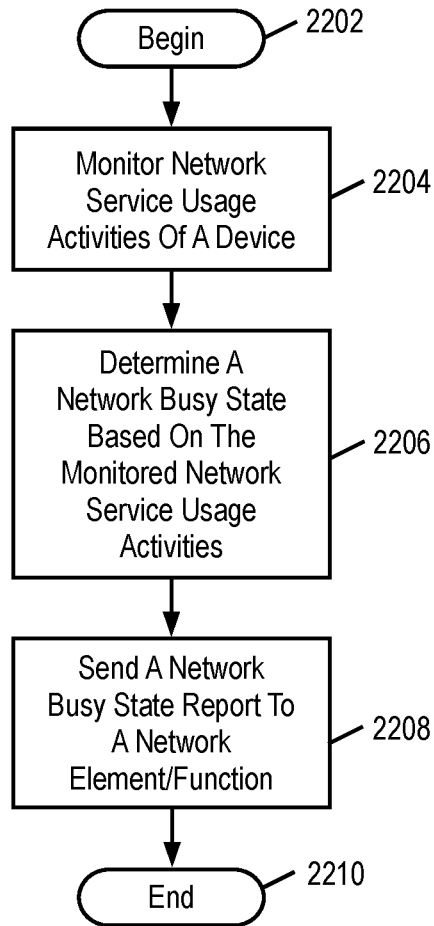 Begin
2202
Monitor Network
Service Usage
Activities Of A Device
2204
Determine A
Network Busy State
Based On The
Monitored Network
Service Usage
Activities
2206
Send A Network
Busy State Report To
A Network
Element/Function
2208
End
2210